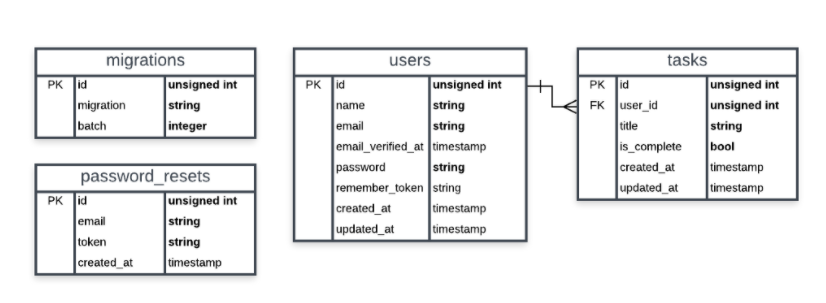 migrations
PK id unsigned int
migration string
batch integer
password_resets
PK id unsigned int
email string
token string
created_at timestamp
users
PK id unsigned int
name string
email string
email_verified_at timestamp
password string
remember_token string
created_at timestamp
updated_at timestamp
tasks
PK id unsigned int
FK user_id unsigned int
title string
is_complete bool
created_at timestamp
updated_at timestamp